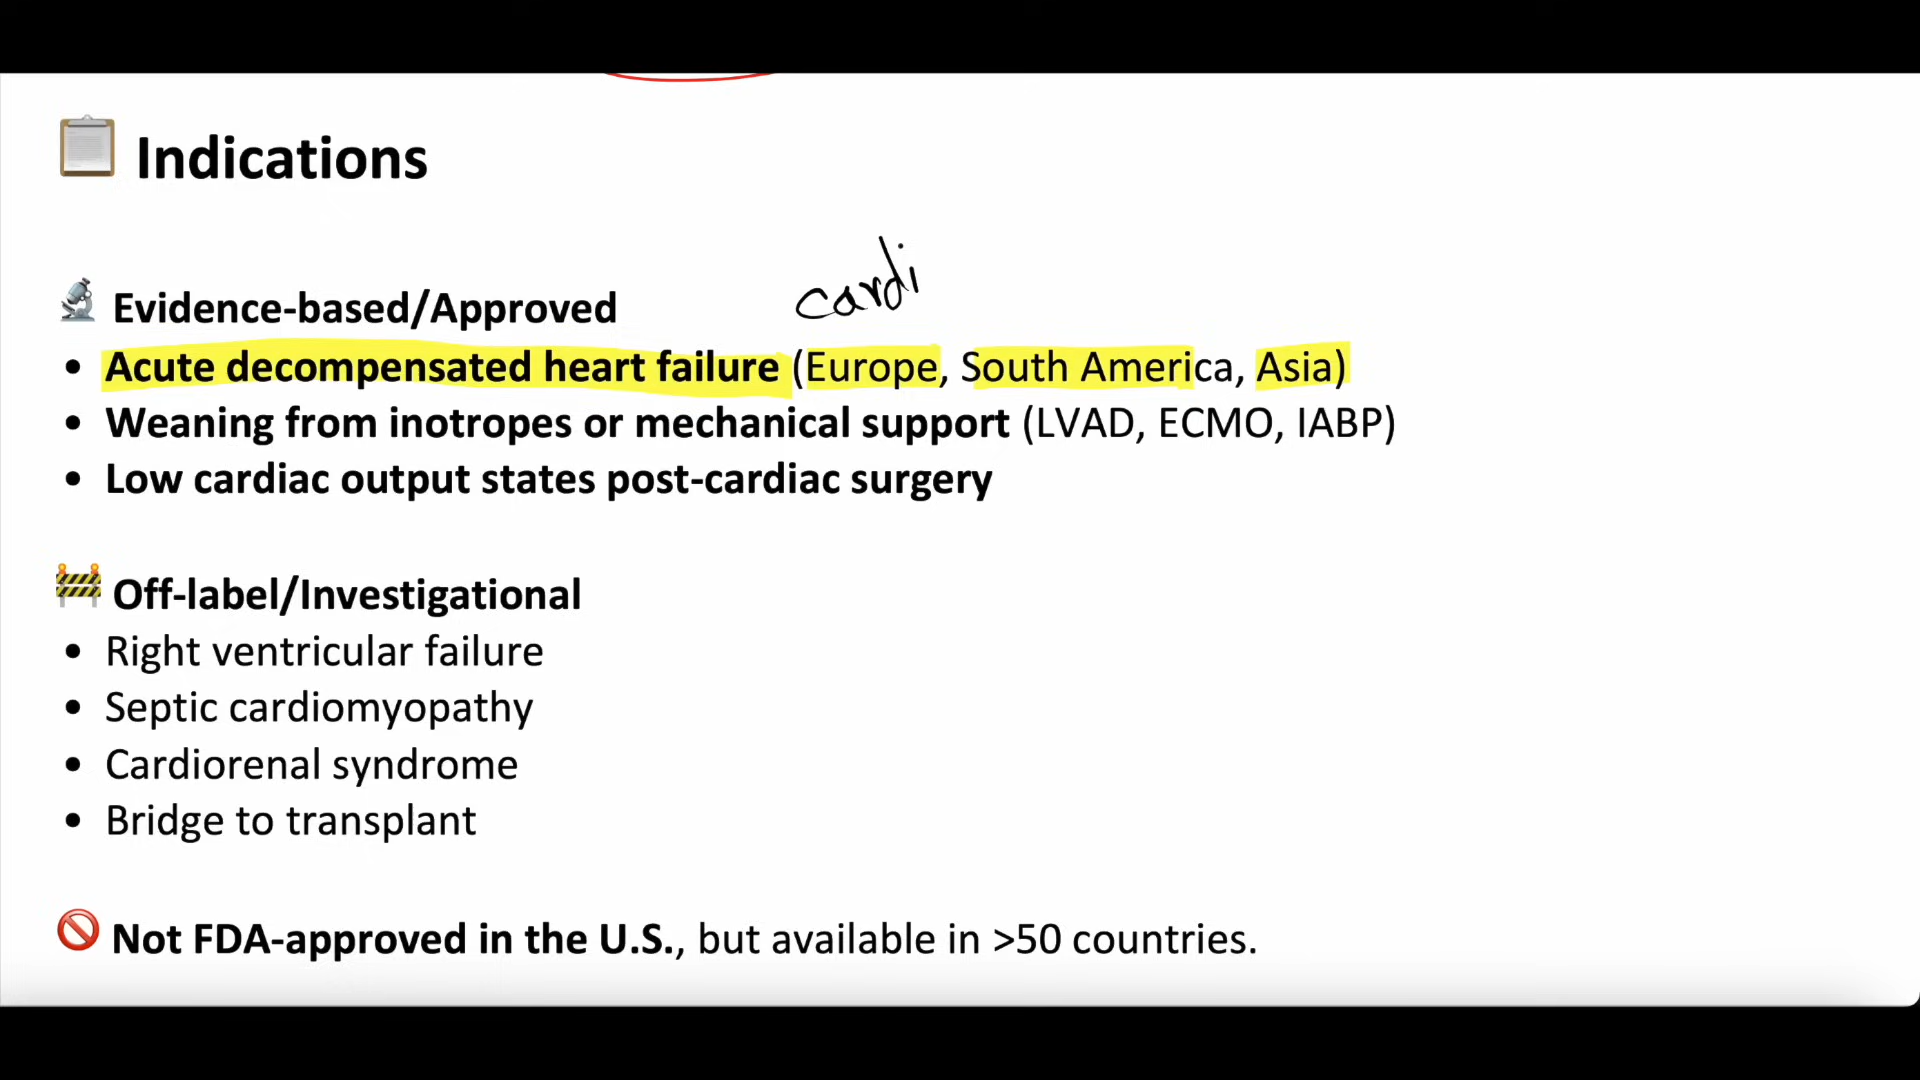 Indications
cardi
Evidence-based/Approved
• Acute decompensated heart failure (Europe, South America, Asia)
• Weaning from inotropes or mechanical support (LVAD, ECMO, IABP)
• Low cardiac output states post-cardiac surgery
Off-label/Investigational
• Right ventricular failure
• Septic cardiomyopathy
• Cardiorenal syndrome
• Bridge to transplant
Not FDA-approved in the U.S., but available in >50 countries.